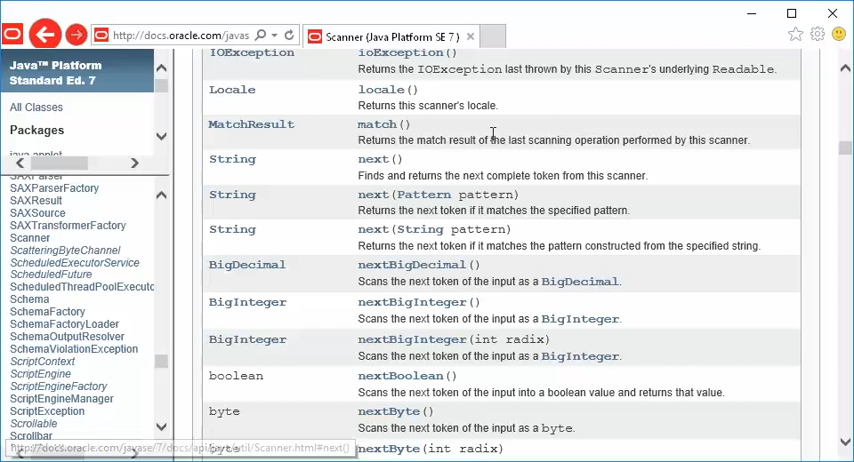 http://docs.oracle.com/javas
Scanner (Java Platform SE 7 )
Java™ Platform
Standard Ed. 7
All Classes
Packages
java.applet
SAXParser
SAXParserFactory
SAXResult
SAXSource
SAXTransformerFactory
Scanner
ScatteringByteChannel
ScheduledExecutorService
ScheduledFuture
ScheduledThreadPoolExecuto
Schema
SchemaFactory
SchemaFactoryLoader
SchemaOutputResolver
SchemaViolationException
ScriptContext
ScriptEngine
ScriptEngineFactory
ScriptEngineManager
ScriptException
Scrollable
Scrollbar
IOException ioException()
Returns the IOException last thrown by this Scanner's underlying Readable.
Locale locale()
Returns this scanner's locale.
MatchResult match()
Returns the match result of the last scanning operation performed by this scanner.
String next()
Finds and returns the next complete token from this scanner.
String next(Pattern pattern)
Returns the next token if it matches the specified pattern.
String next(String pattern)
Returns the next token if it matches the pattern constructed from the specified string.
BigDecimal nextBigDecimal()
Scans the next token of the input as a BigDecimal.
BigInteger nextBigInteger()
Scans the next token of the input as a BigInteger.
BigInteger nextBigInteger(int radix)
Scans the next token of the input as a BigInteger.
boolean nextBoolean()
Scans the next token of the input into a boolean value and returns that value.
byte nextByte()
Scans the next token of the input as a byte.
byte nextByte(int radix)